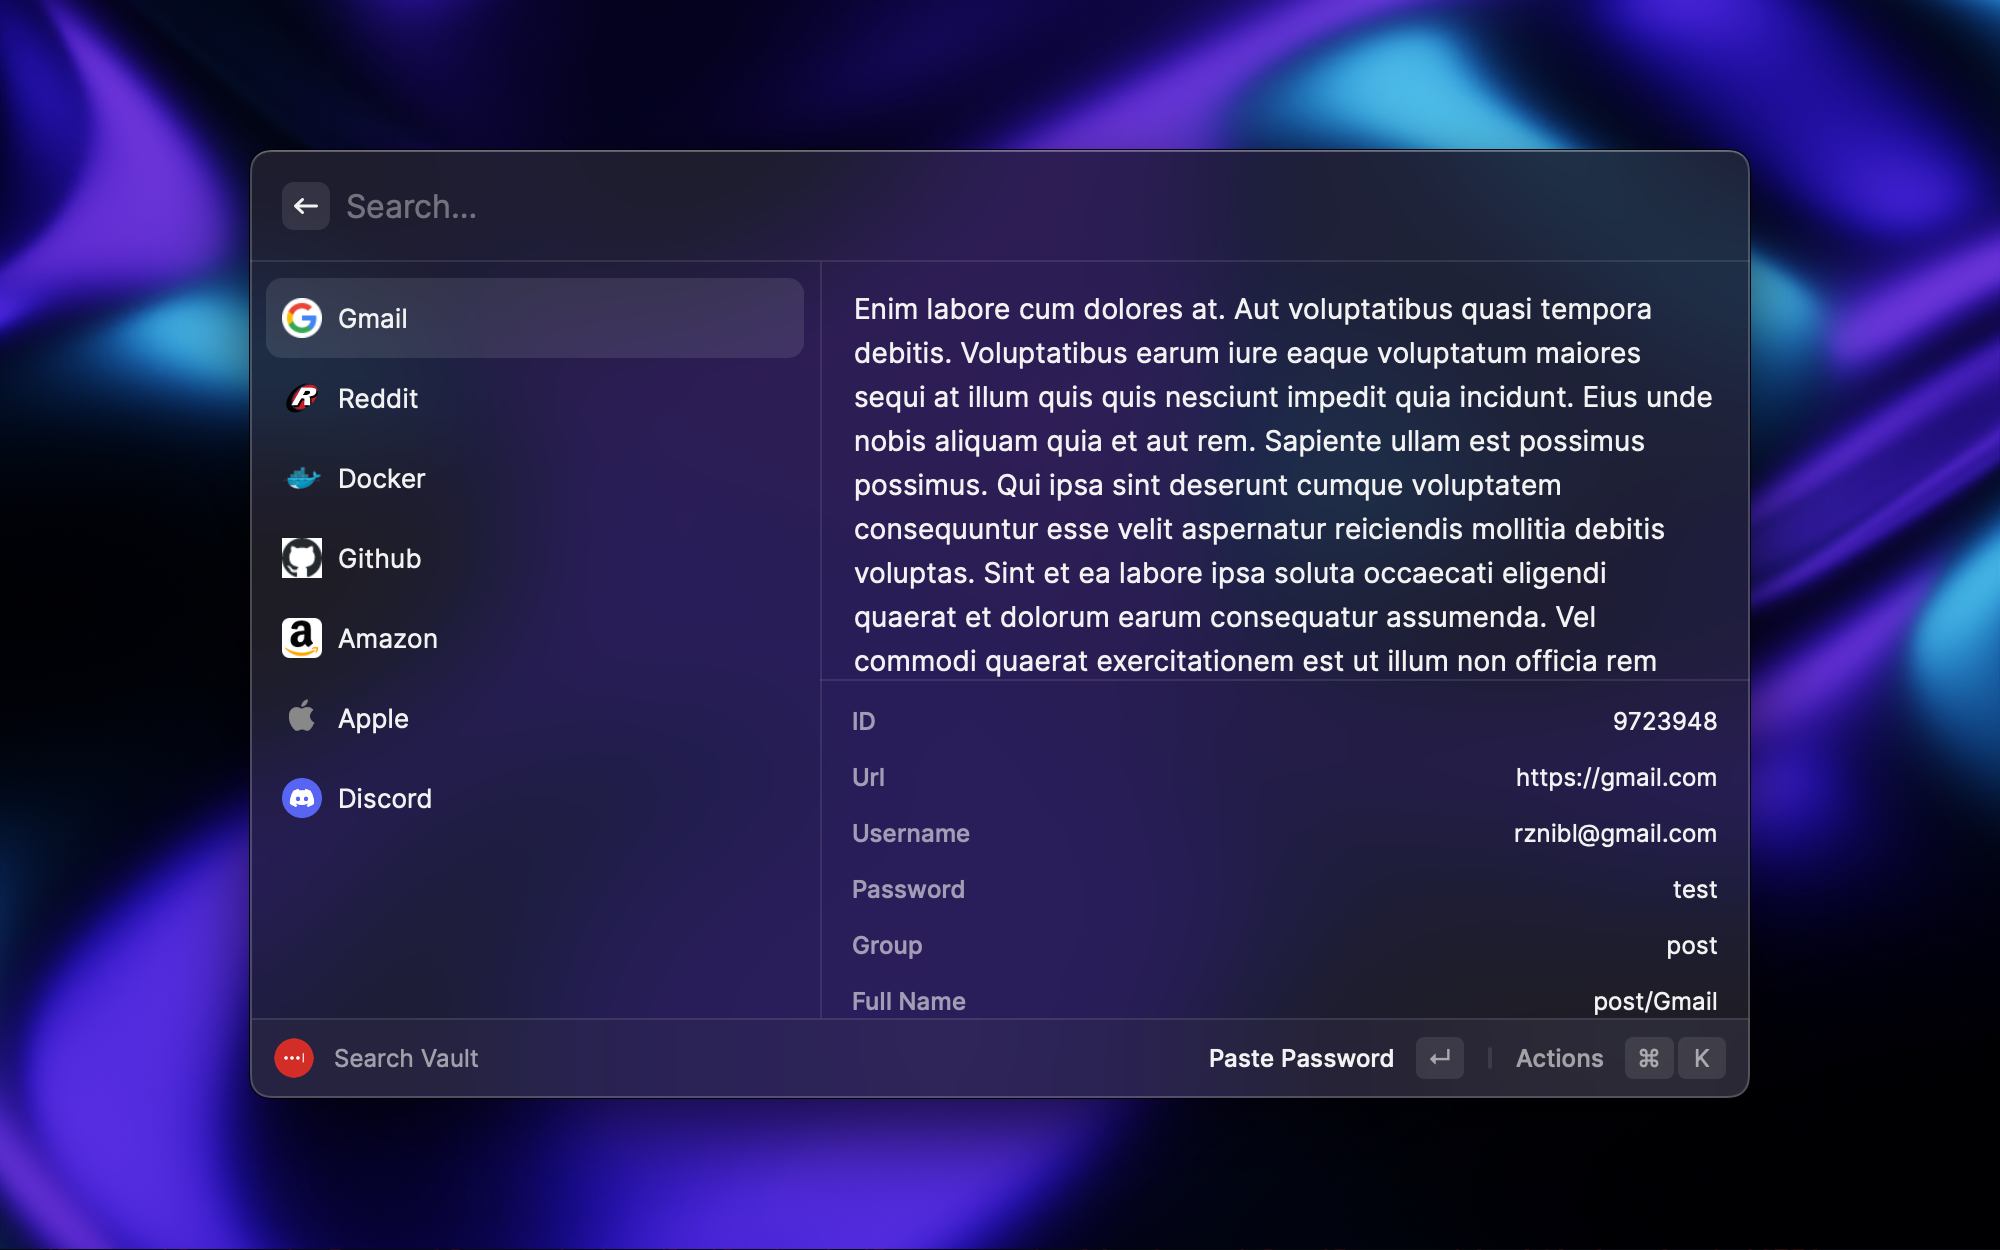 Search...
Gmail
Reddit
Docker
Github
Amazon
Apple
Discord
Enim labore cum dolores at. Aut voluptatibus quasi tempora
debitis. Voluptatibus earum iure eaque voluptatum maiores
sequi at illum quis quis nesciunt impedit quia incidunt. Eius unde
nobis aliquam quia et aut rem. Sapiente ullam est possimus
possimus. Qui ipsa sint deserunt cumque voluptatem
consequuntur esse velit aspernatur reiciendis mollitia debitis
voluptas. Sint et ea labore ipsa soluta occaecati eligendi
quaerat et dolorum earum consequatur assumenda. Vel
commodi quaerat exercitationem est ut illum non officia rem
ID 9723948
Url https://gmail.com
Username rznibl@gmail.com
Password test
Group post
Full Name post/Gmail
Search Vault Paste Password Actions ⌘ K